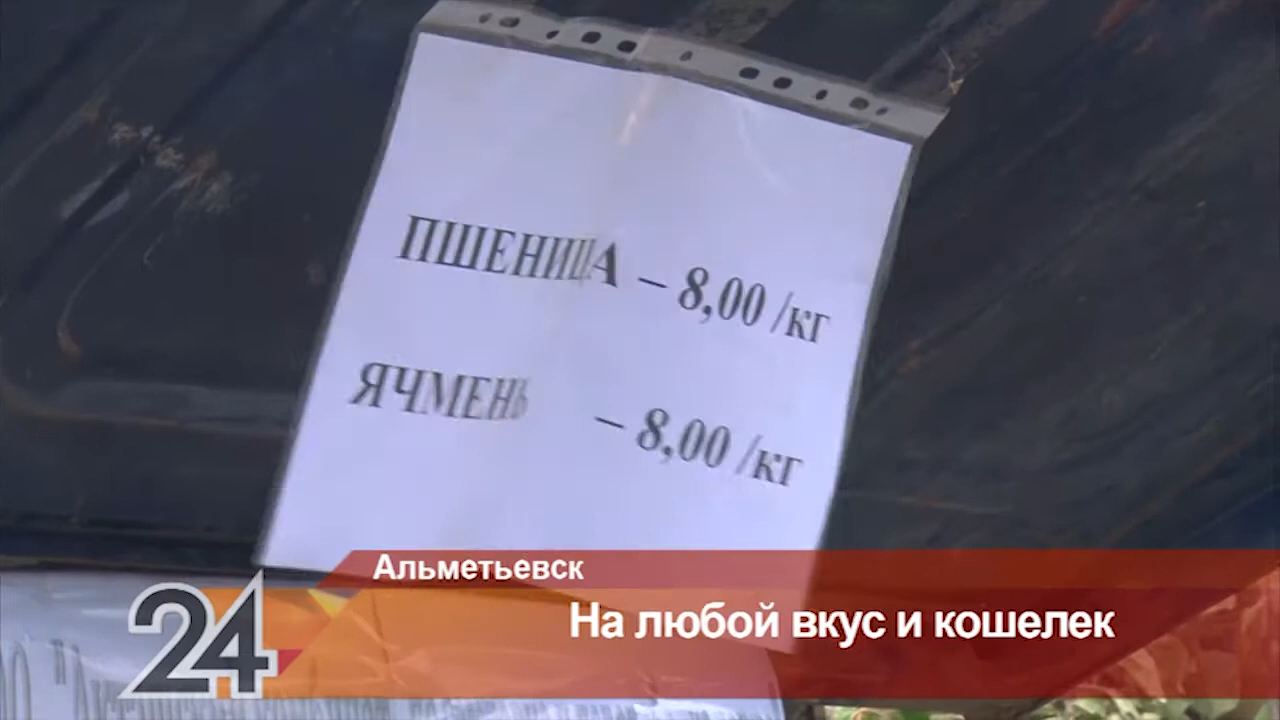 ПШЕНИЦА – 8,00 /кг
ЯЧМЕНЬ – 8,00 /кг
Альметьевск
24
На любой вкус и кошелек